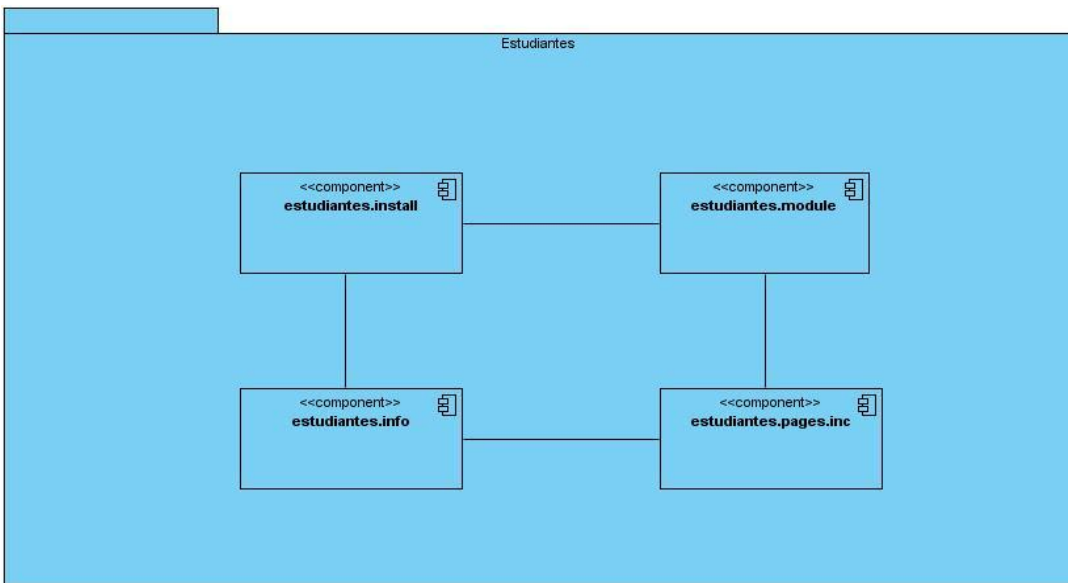 Estudiantes
<<component>>
estudiantes.install
<<component>>
estudiantes.module
<<component>>
estudiantes.info
<<component>>
estudiantes.pages.inc